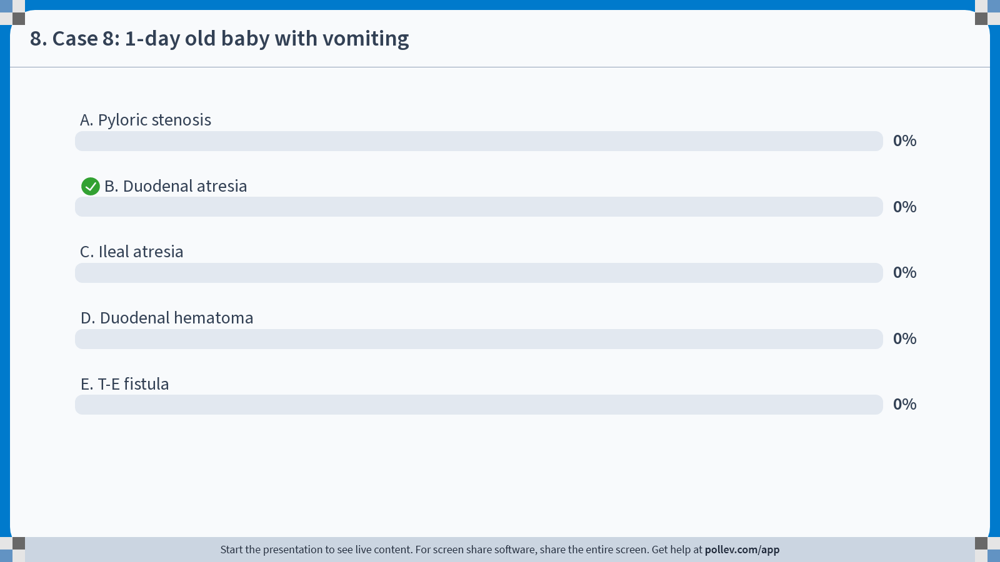 8. Case 8: 1-day old baby with vomiting
A. Pyloric stenosis
0%
B. Duodenal atresia
0%
C. Ileal atresia
0%
D. Duodenal hematoma
0%
E. T-E fistula
0%
Start the presentation to see live content. For screen share software, share the entire screen. Get help at pollev.com/app